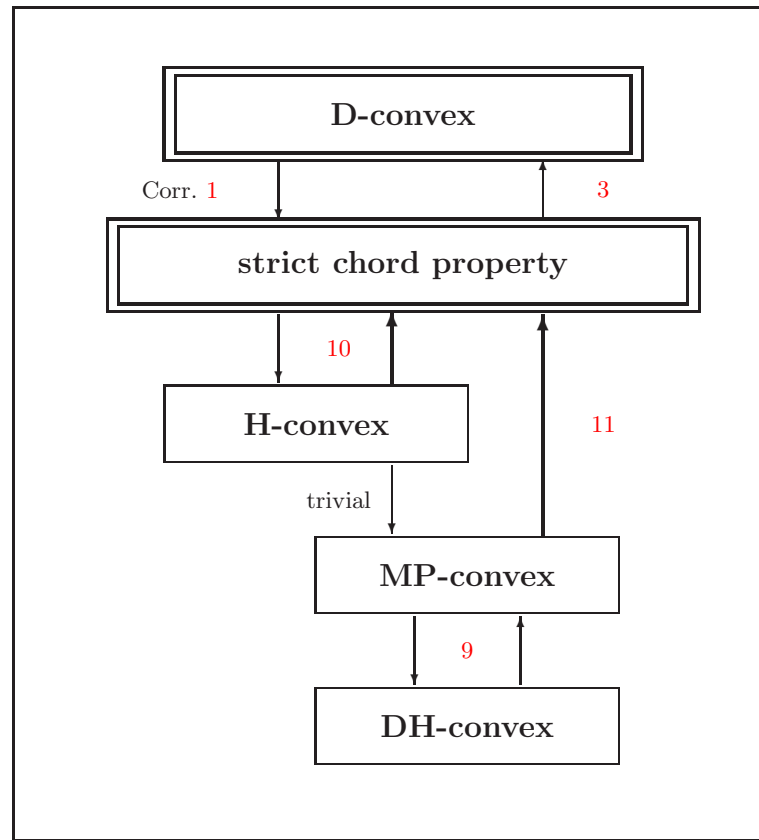 D-convex
Corr. 1 3
strict chord property
10
H-convex
11
trivial
MP-convex
9
DH-convex